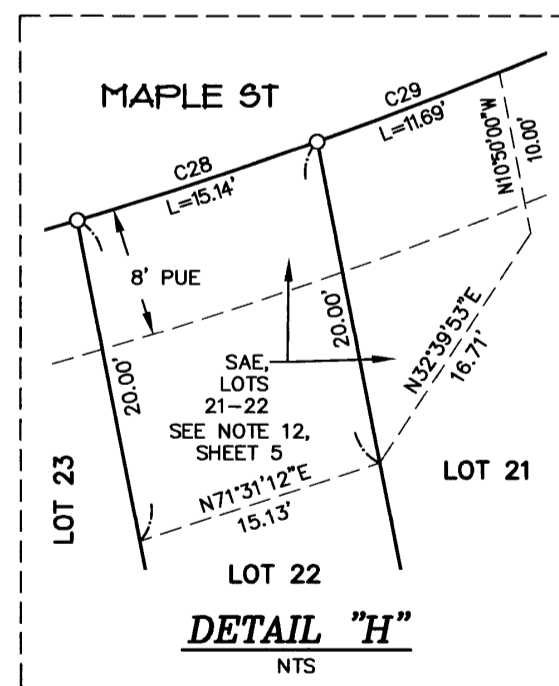 MAPLE ST
C29
L=11.69'
N10°50'00"W
10.00'
C28
L=15.14'
8' PUE
20.00'
20.00'
SAE,
LOTS
21-22
SEE NOTE 12,
SHEET 5
N32°39'53"E
16.71'
N71°31'12"E
15.13'
LOT 23
LOT 21
LOT 22
DETAIL "H"
NTS